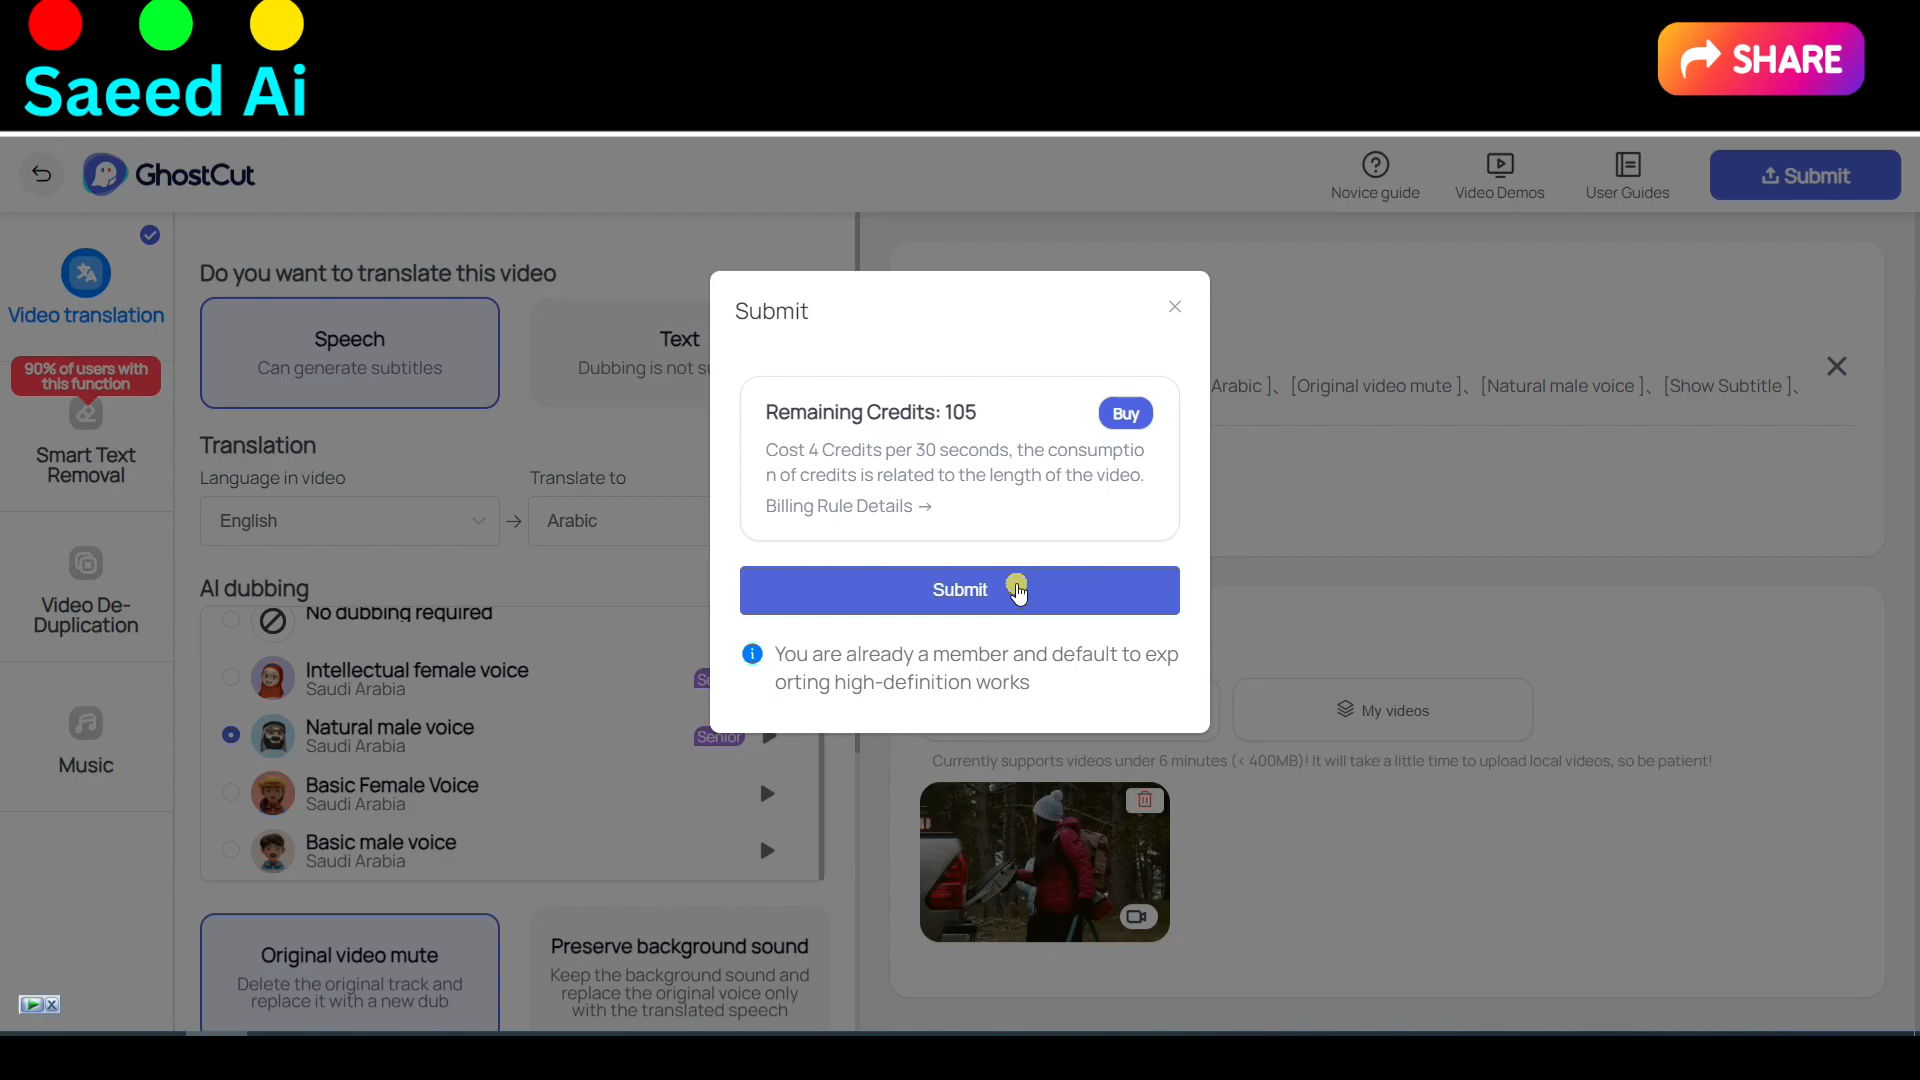 Saeed Ai
SHARE
GhostCut
Novice guide
Video Demos
User Guides
Submit
Video translation
90% of users with
this function
Smart Text
Removal
Video De-
Duplication
Music
Do you want to translate this video
Speech
Can generate subtitles
Text
Dubbing is not su
Translation
Language in video
Translate to
English
Arabic
AI dubbing
No dubbing required
Intellectual female voice
Saudi Arabia
Natural male voice
Saudi Arabia
Senior
Basic Female Voice
Saudi Arabia
Basic male voice
Saudi Arabia
Original video mute
Delete the original track and
replace it with a new dub
Preserve background sound
Keep the background sound and
replace the original voice only
with the translated speech
Submit
Remaining Credits: 105
Buy
Cost 4 Credits per 30 seconds, the consumptio
n of credits is related to the length of the video.
Billing Rule Details →
Submit
You are already a member and default to exp
orting high-definition works
Arabic ]、[Original video mute ]、[Natural male voice ]、[Show Subtitle ]、
My videos
Currently supports videos under 6 minutes (< 400MB)! It will take a little time to upload local videos, so be patient!